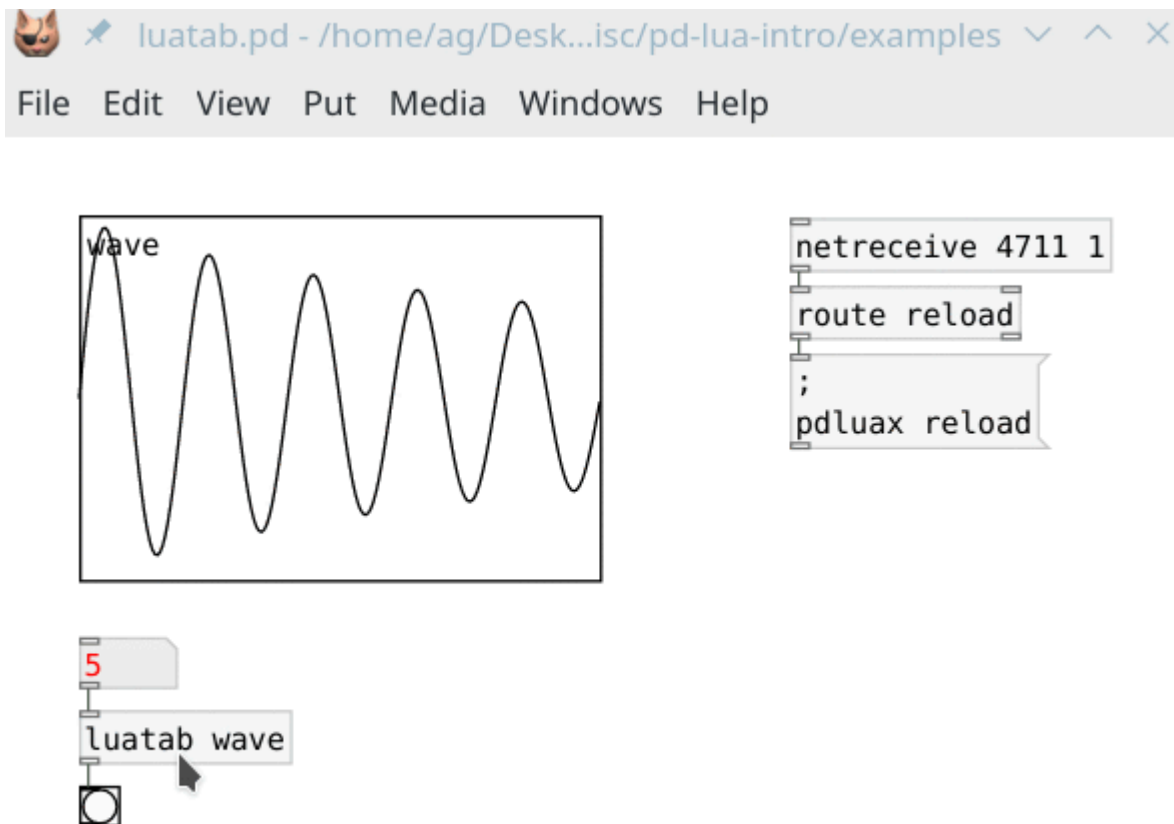 luatab.pd - /home/ag/Desk...isc/pd-lua-intro/examples
File Edit View Put Media Windows Help
wave
netreceive 4711 1
route reload
;
pdluax reload
5
luatab wave